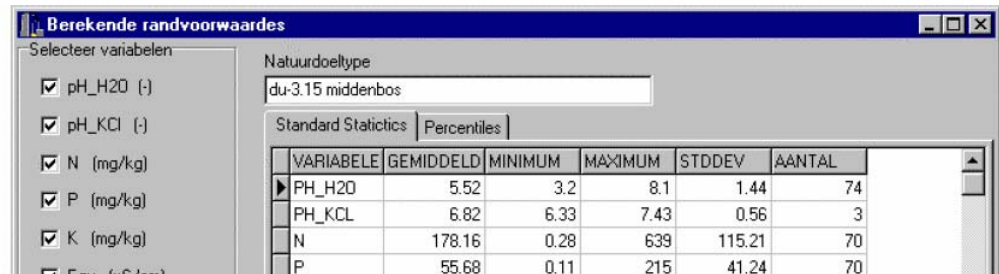 Berekende randvoorwaardes
Selecteer variabelen
pH_H2O (-)
pH_KCl (-)
N (mg/kg)
P (mg/kg)
K (mg/kg)
Natuurdoeltype
du-3.15 middenbos
Standard Statictics Percentiles
VARIABELE GEMIDDELD MINIMUM MAXIMUM STDDEV AANTAL
PH_H2O 5.52 3.2 8.1 1.44 74
PH_KCL 6.82 6.33 7.43 0.56 3
N 178.16 0.28 639 115.21 70
P 55.68 0.11 215 41.24 70